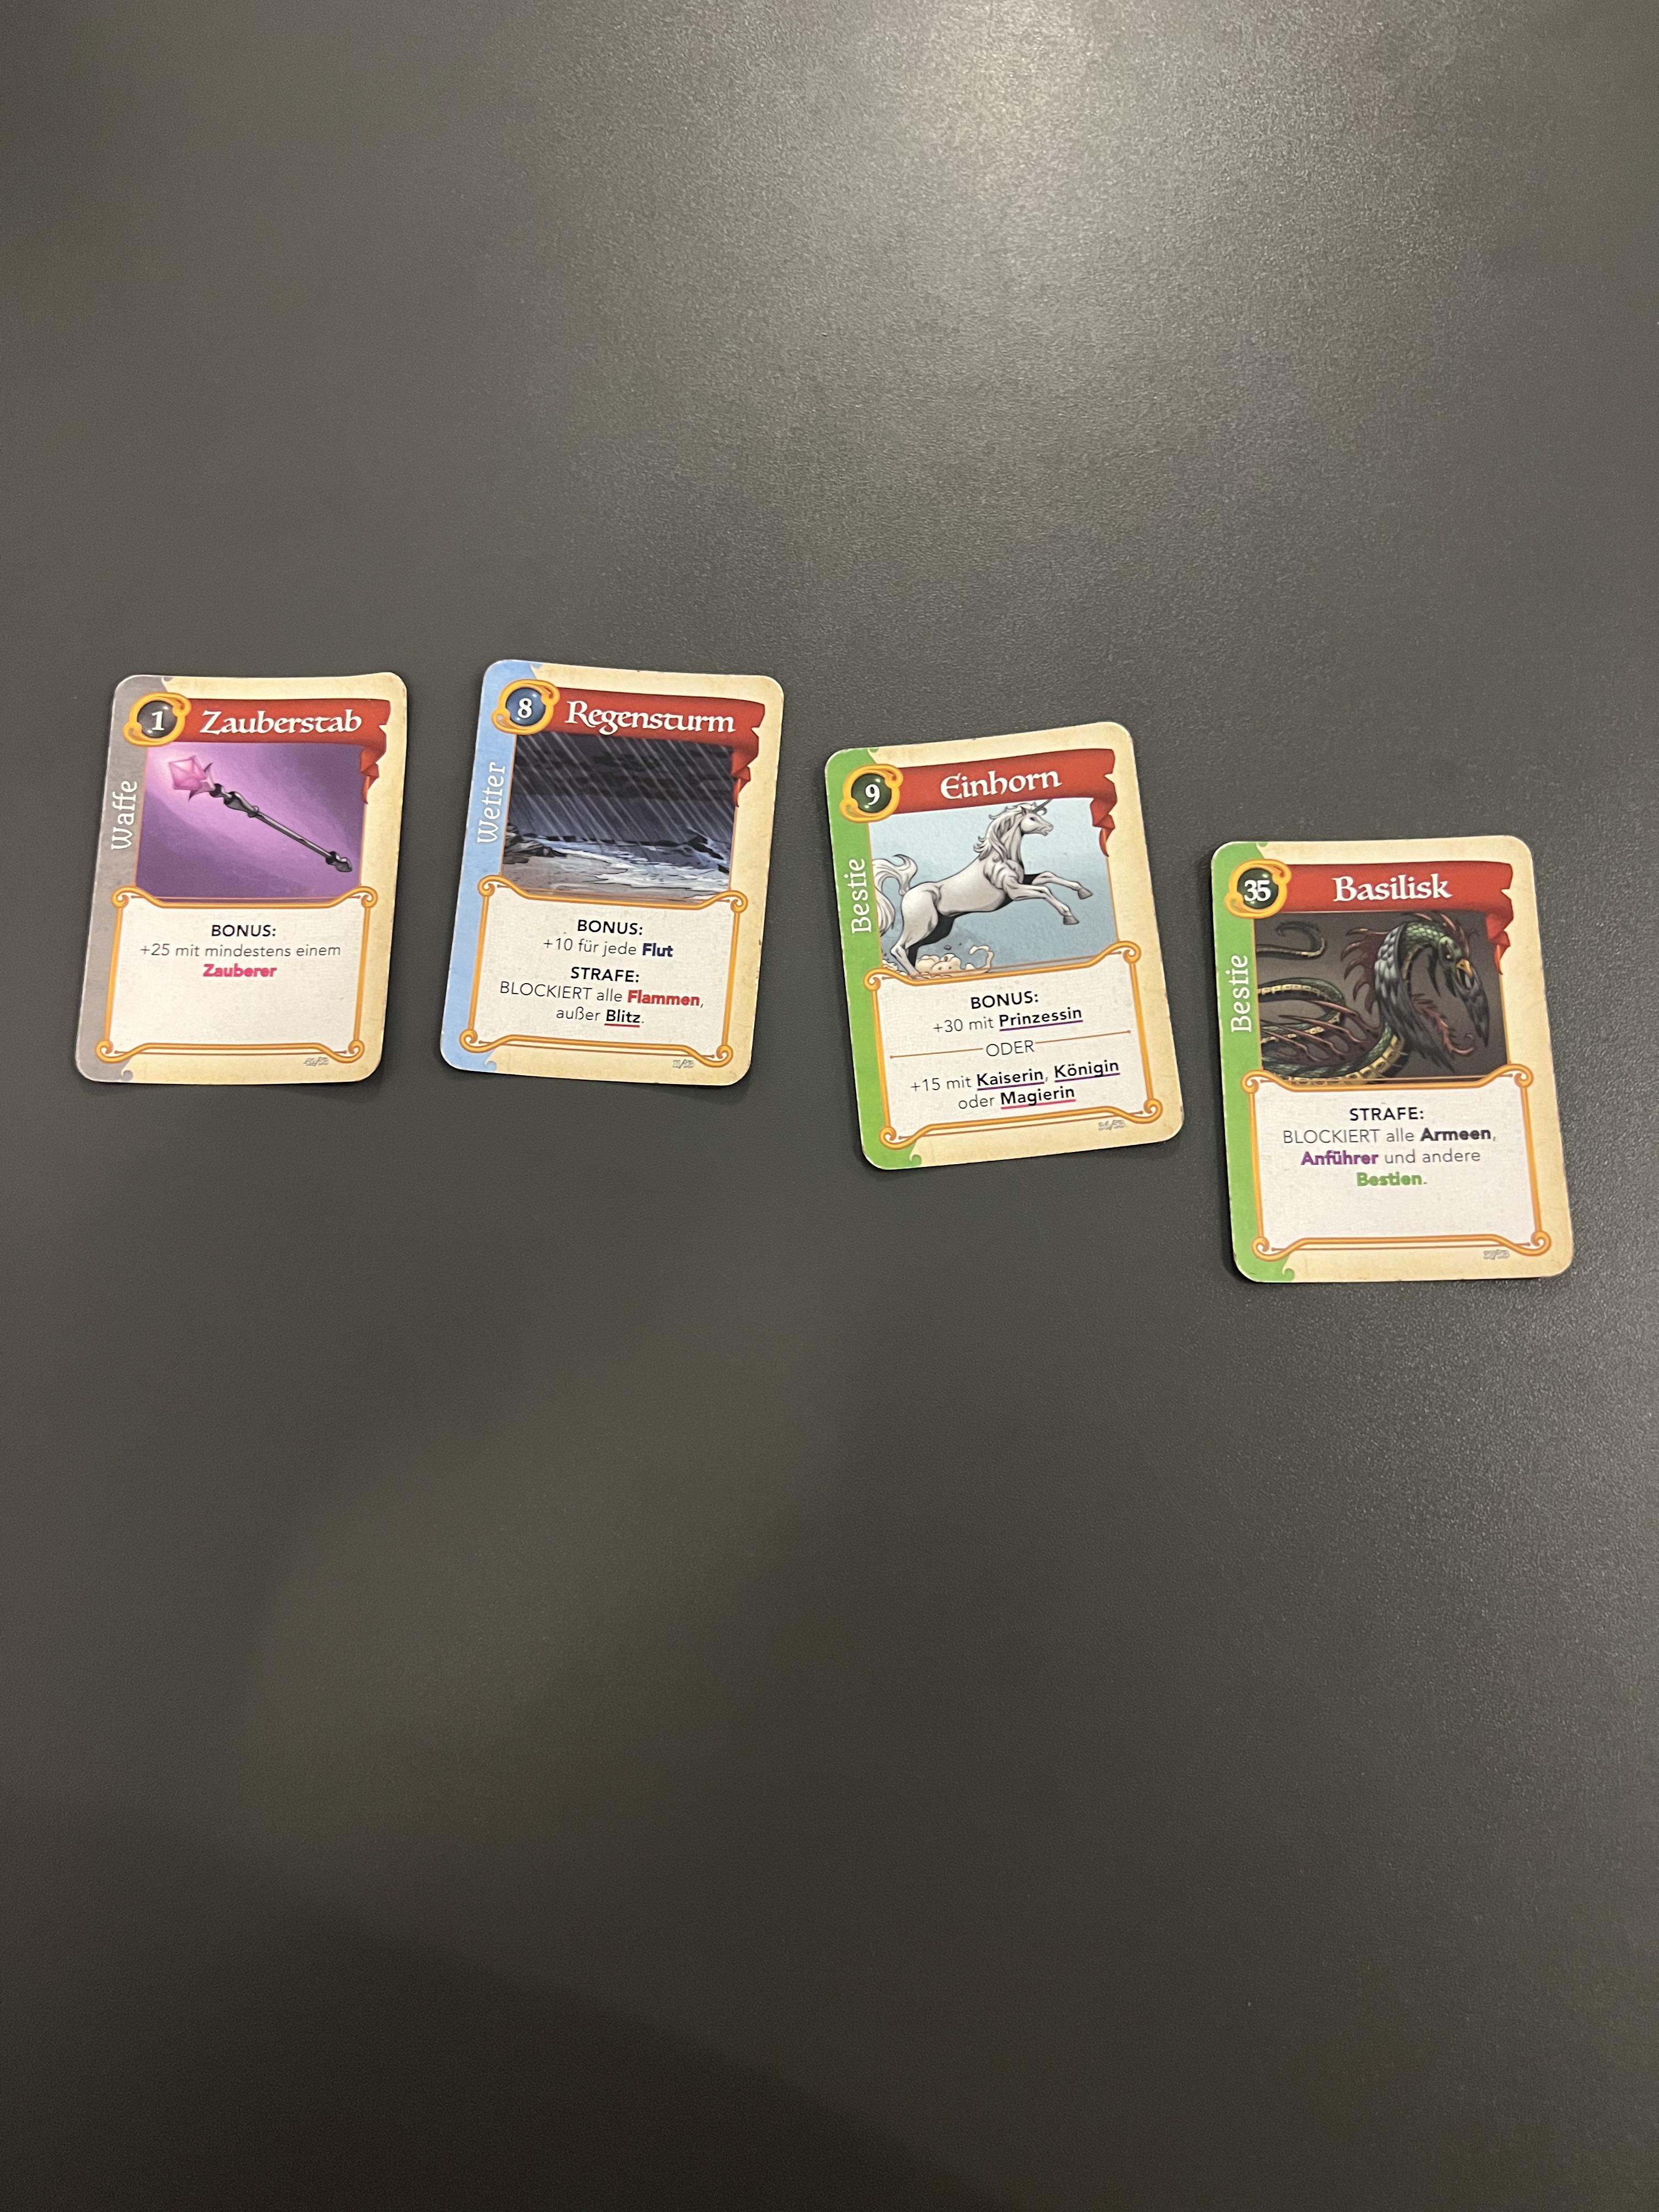 1 Zauberstab
Waffe
BONUS:
+25 mit mindestens einem
Zauberer
8 Regensturm
Wetter
BONUS:
+10 für jede Flut
STRAFE:
BLOCKIERT alle Flammen,
außer Blitz.
9 Einhorn
Bestie
BONUS:
+30 mit Prinzessin
ODER
+15 mit Kaiserin, Königin
oder Magierin
35 Basilisk
Bestie
STRAFE:
BLOCKIERT alle Armeen,
Anführer und andere
Bestien.